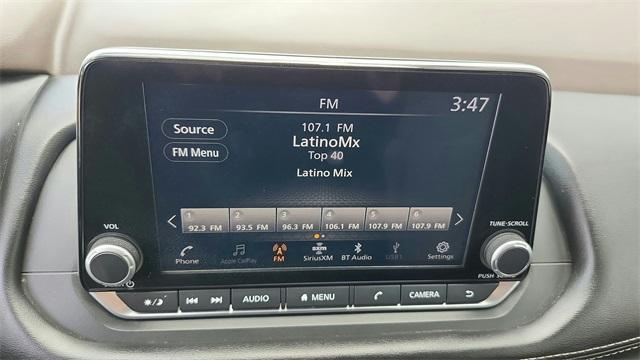 FM 3:47
Source
107.1 FM
LatinoMx
FM Menu
Top 40
Latino Mix
1 2 3 4 5 6
92.3 FM 93.5 FM 96.3 FM 106.1 FM 107.9 FM 107.9 FM
VOL
TUNE·SCROLL
SXM
Phone Apple CarPlay FM SiriusXM BT Audio USB1 Settings
PUSH
AUDIO MENU CAMERA